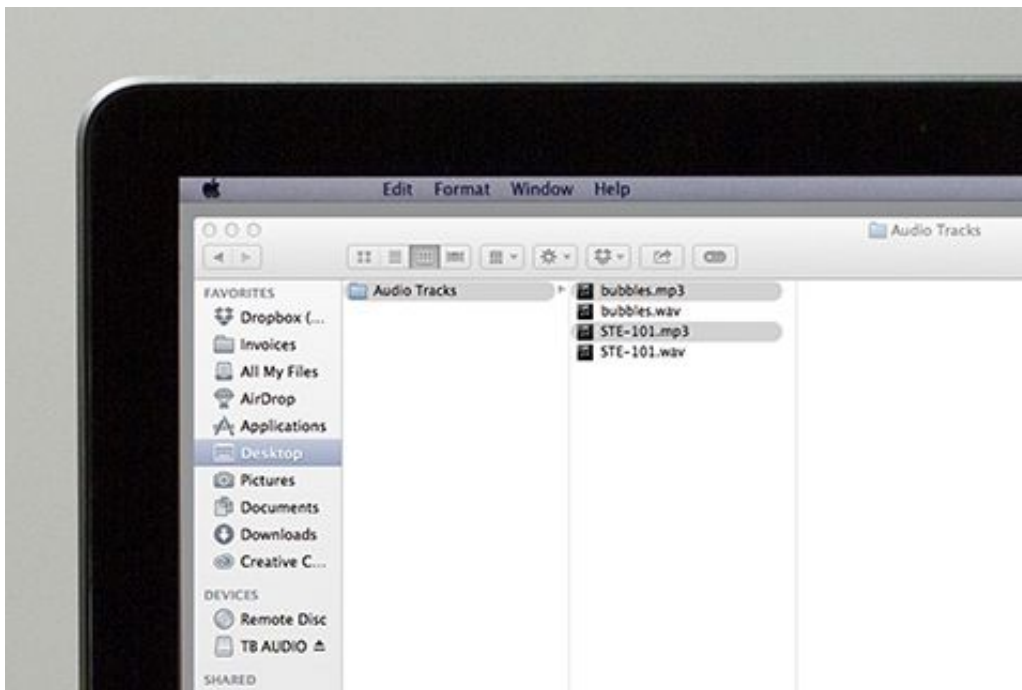 Edit Format Window Help
Audio Tracks
FAVORITES
Dropbox (...
Invoices
All My Files
AirDrop
Applications
Desktop
Pictures
Documents
Downloads
Creative C...
DEVICES
Remote Disc
TB AUDIO
SHARED
Audio Tracks
bubbles.mp3
bubbles.wav
STE-101.mp3
STE-101.wav